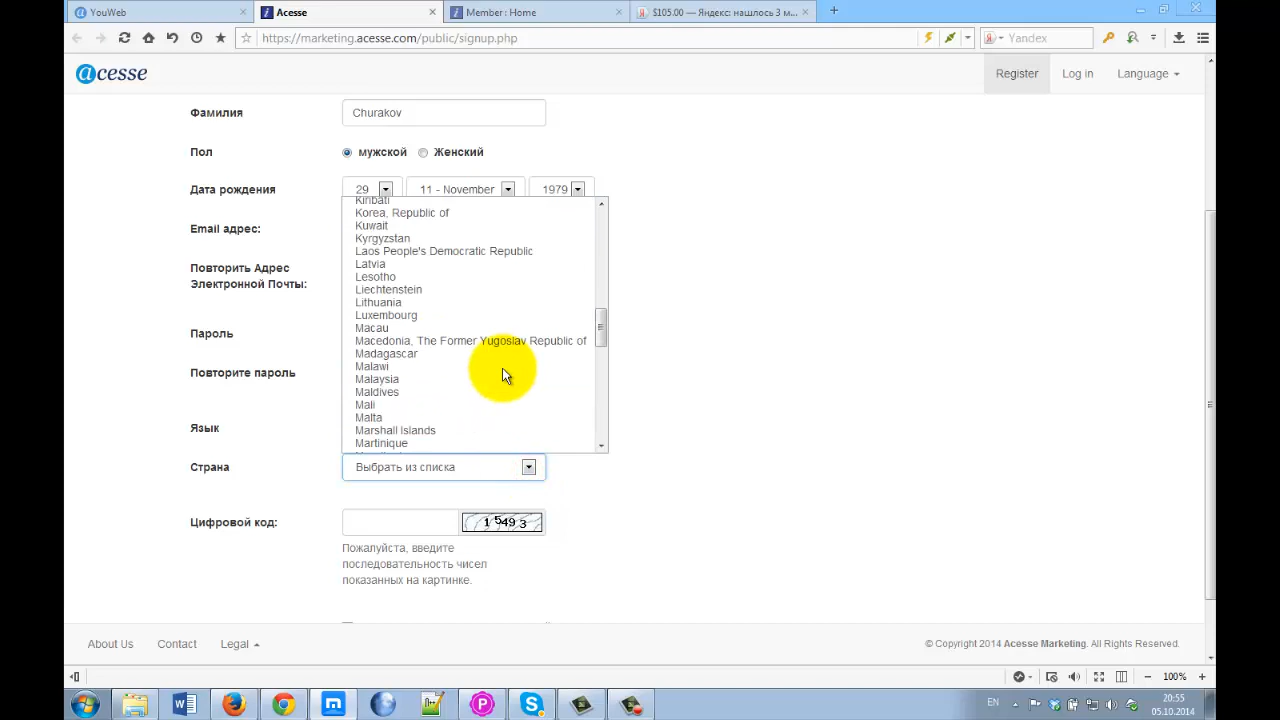 YouWeb
Acesse
Member : Home
$105.00 — Яндекс: нашлось 3 м...
https://marketing.acesse.com/public/signup.php
Yandex
acesse
Register
Log in
Language
Фамилия
Churakov
Пол
мужской
Женский
Дата рождения
29
11 - November
1979
Kiribati
Korea, Republic of
Kuwait
Email адрес:
Kyrgyzstan
Laos People's Democratic Republic
Повторить Адрес
Электронной Почты:
Latvia
Lesotho
Liechtenstein
Lithuania
Luxembourg
Пароль
Macau
Macedonia, The Former Yugoslav Republic of
Madagascar
Повторите пароль
Malawi
Malaysia
Maldives
Mali
Malta
Язык
Marshall Islands
Martinique
Страна
Выбрать из списка
Цифровой код:
1 5 49 3
Пожалуйста, введите
последовательность чисел
показанных на картинке.
About Us
Contact
Legal
© Copyright 2014 Acesse Marketing. All Rights Reserved.
100%
EN
20:55
05.10.2014